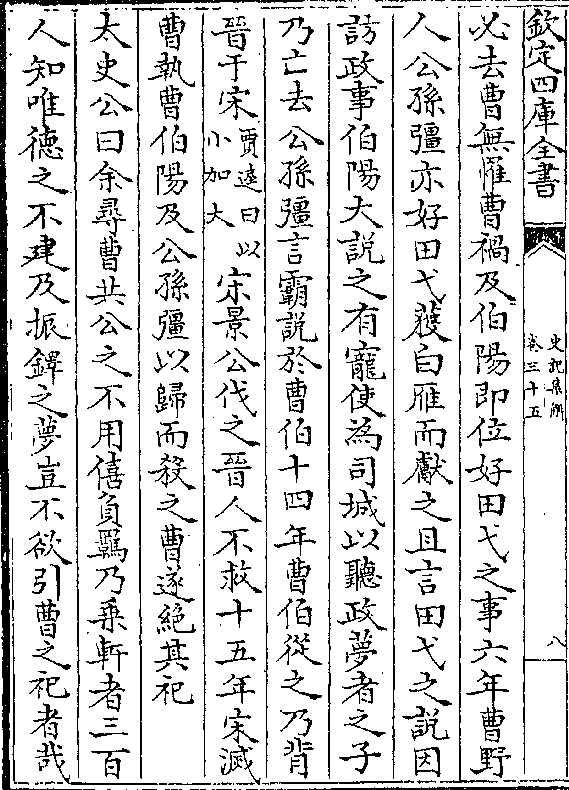 欽定四庫全書
史記集解
卷三十五
八
必去曹無懼曹禍及伯陽即位好田弋之事六年曹野
人公孫彊亦好田弋獲白雁而獻之且言田弋之說因
訪政事伯陽大說之有寵使為司城以聽政夢者之子
乃亡去公孫彊言霸說於曹伯十四年曹伯從之乃背
晉干宋賈逵曰以小加大宋景公伐之晉人不救十五年宋滅
曹執曹伯陽及公孫彊以歸而殺之曹遂絕其祀
太史公曰余尋曹共公之不用僖負羈乃乗軒者三百
人知唯德之不建及振鐸之夢豈不欲引曹之祀者哉